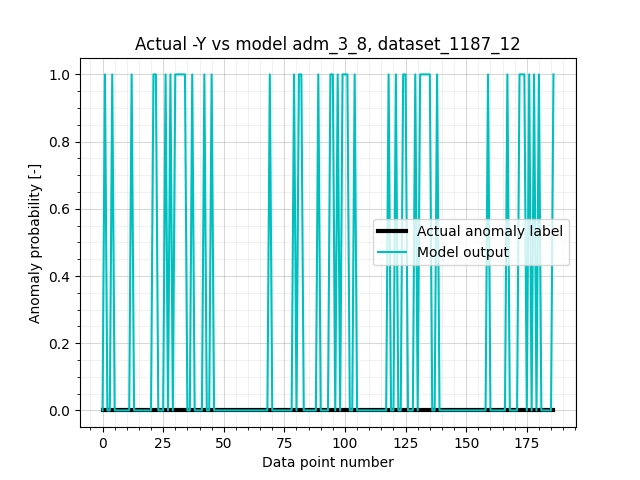 Actual -Y vs model adm_3_8, dataset_1187_12
Anomaly probability [-]
1.0
0.8
0.6
0.4
0.2
0.0
Actual anomaly label
Model output
0 25 50 75 100 125 150 175
Data point number